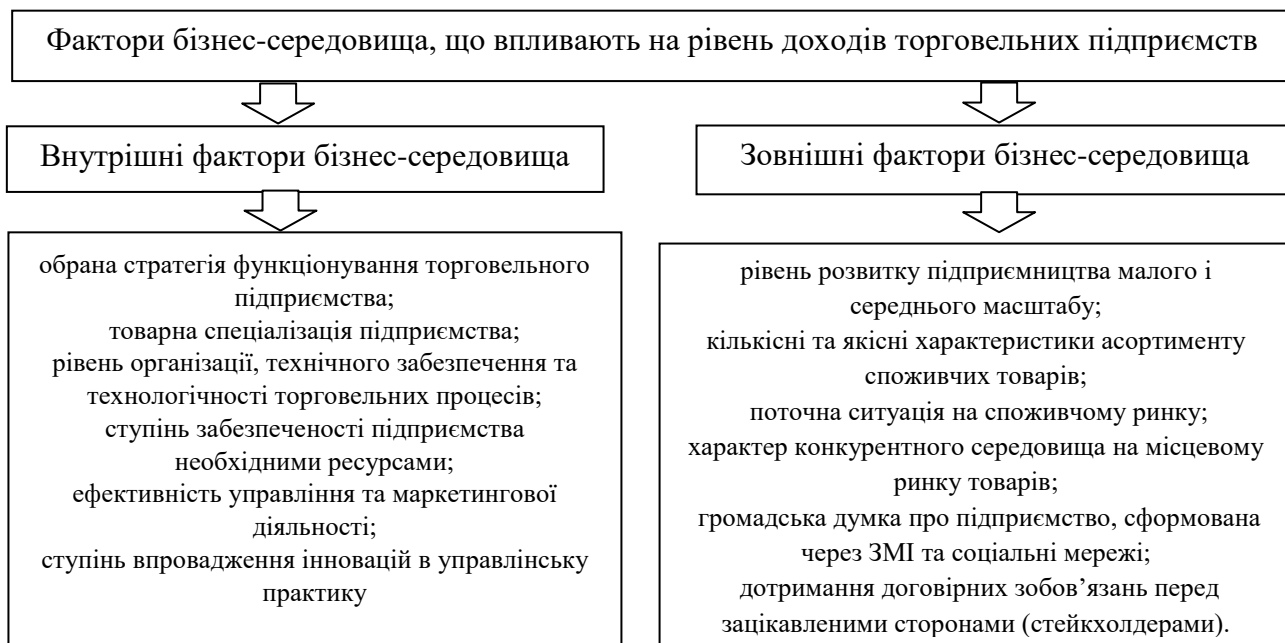 Фактори бізнес-середовища, що впливають на рівень доходів торговельних підприємств
Внутрішні фактори бізнес-середовища
Зовнішні фактори бізнес-середовища
обрана стратегія функціонування торговельного
підприємства;
товарна спеціалізація підприємства;
рівень організації, технічного забезпечення та
технологічності торговельних процесів;
ступінь забезпеченості підприємства
необхідними ресурсами;
ефективність управління та маркетингової
діяльності;
ступінь впровадження інновацій в управлінську
практику
рівень розвитку підприємництва малого і
середнього масштабу;
кількісні та якісні характеристики асортименту
споживчих товарів;
поточна ситуація на споживчому ринку;
характер конкурентного середовища на місцевому
ринку товарів;
громадська думка про підприємство, сформована
через ЗМІ та соціальні мережі;
дотримання договірних зобов’язань перед
зацікавленими сторонами (стейкхолдерами).